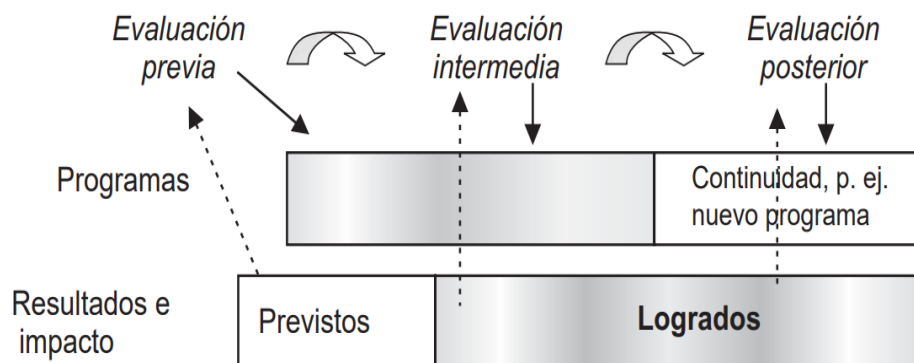 Evaluación
previa
Evaluación
intermedia
Evaluación
posterior
Programas
Continuidad, p. ej.
nuevo programa
Resultados e
impacto
Previstos
Logrados